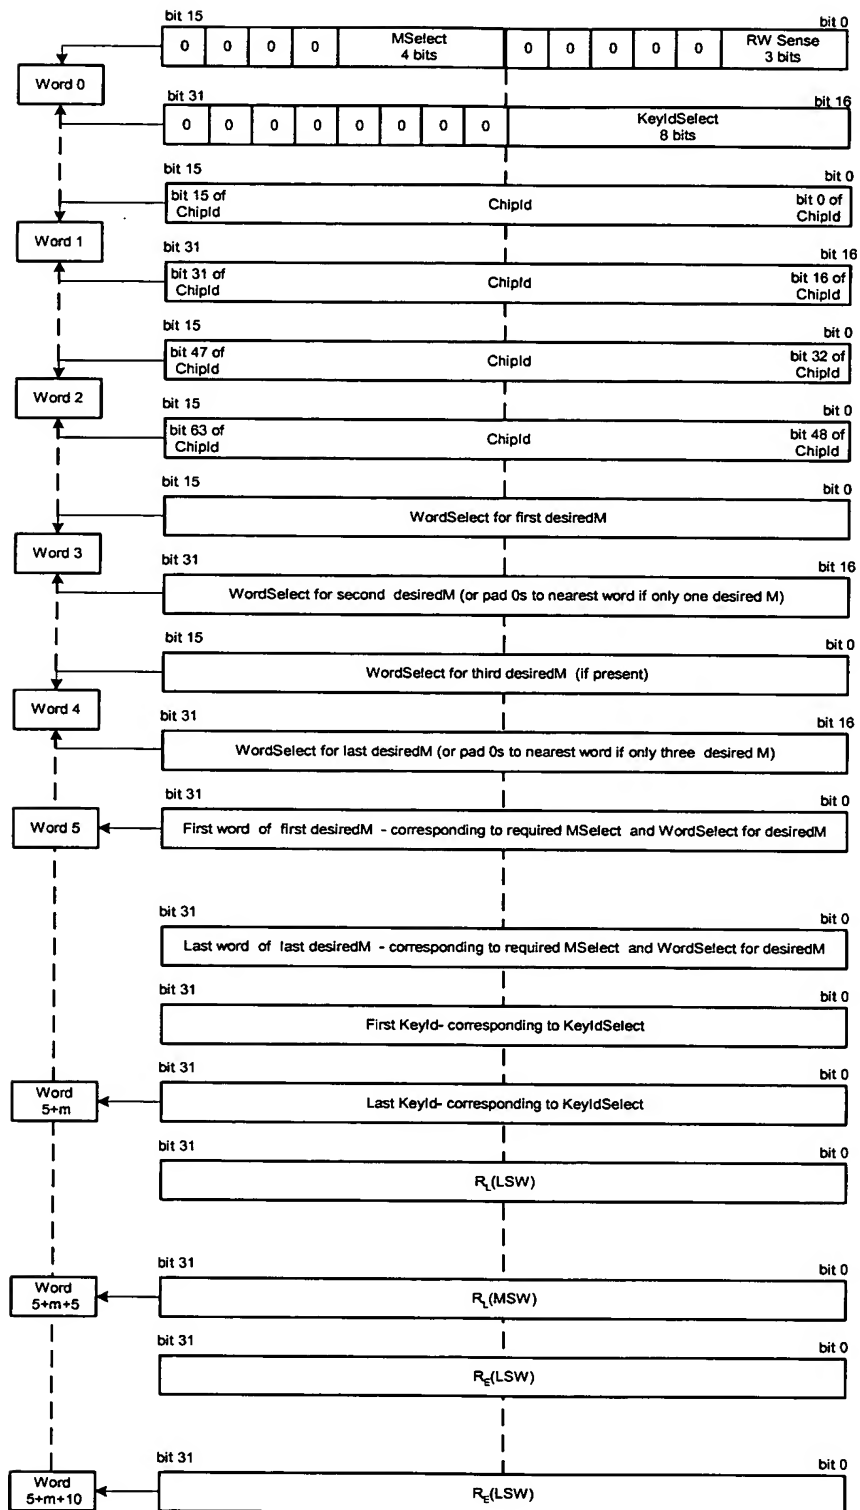 bit 15
bit 0
0 0 0 0 MSelect 0 0 0 0 0 RW Sense
4 bits 3 bits
Word 0
bit 31
bit 16
0 0 0 0 0 0 0 0 KeyIdSelect
8 bits
bit 15
bit 0
bit 15 of ChipId bit 0 of
ChipId ChipId
Word 1
bit 31
bit 16
bit 31 of ChipId bit 16 of
ChipId ChipId
bit 15
bit 0
bit 47 of ChipId bit 32 of
ChipId ChipId
Word 2
bit 15
bit 0
bit 63 of ChipId bit 48 of
ChipId ChipId
bit 15
bit 0
WordSelect for first desiredM
Word 3
bit 31
bit 16
WordSelect for second desiredM (or pad 0s to nearest word if only one desired M)
bit 15
bit 0
WordSelect for third desiredM (if present)
Word 4
bit 31
bit 16
WordSelect for last desiredM (or pad 0s to nearest word if only three desired M)
bit 31
bit 0
Word 5
First word of first desiredM - corresponding to required MSelect and WordSelect for desiredM
bit 31
bit 0
Last word of last desiredM - corresponding to required MSelect and WordSelect for desiredM
bit 31
bit 0
First KeyId- corresponding to KeyIdSelect
bit 31
bit 0
Word
5+m
Last KeyId- corresponding to KeyIdSelect
bit 31
bit 0
R_L(LSW)
bit 31
bit 0
Word
5+m+5
R_L(MSW)
bit 31
bit 0
R_E(LSW)
bit 31
bit 0
Word
5+m+10
R_E(LSW)